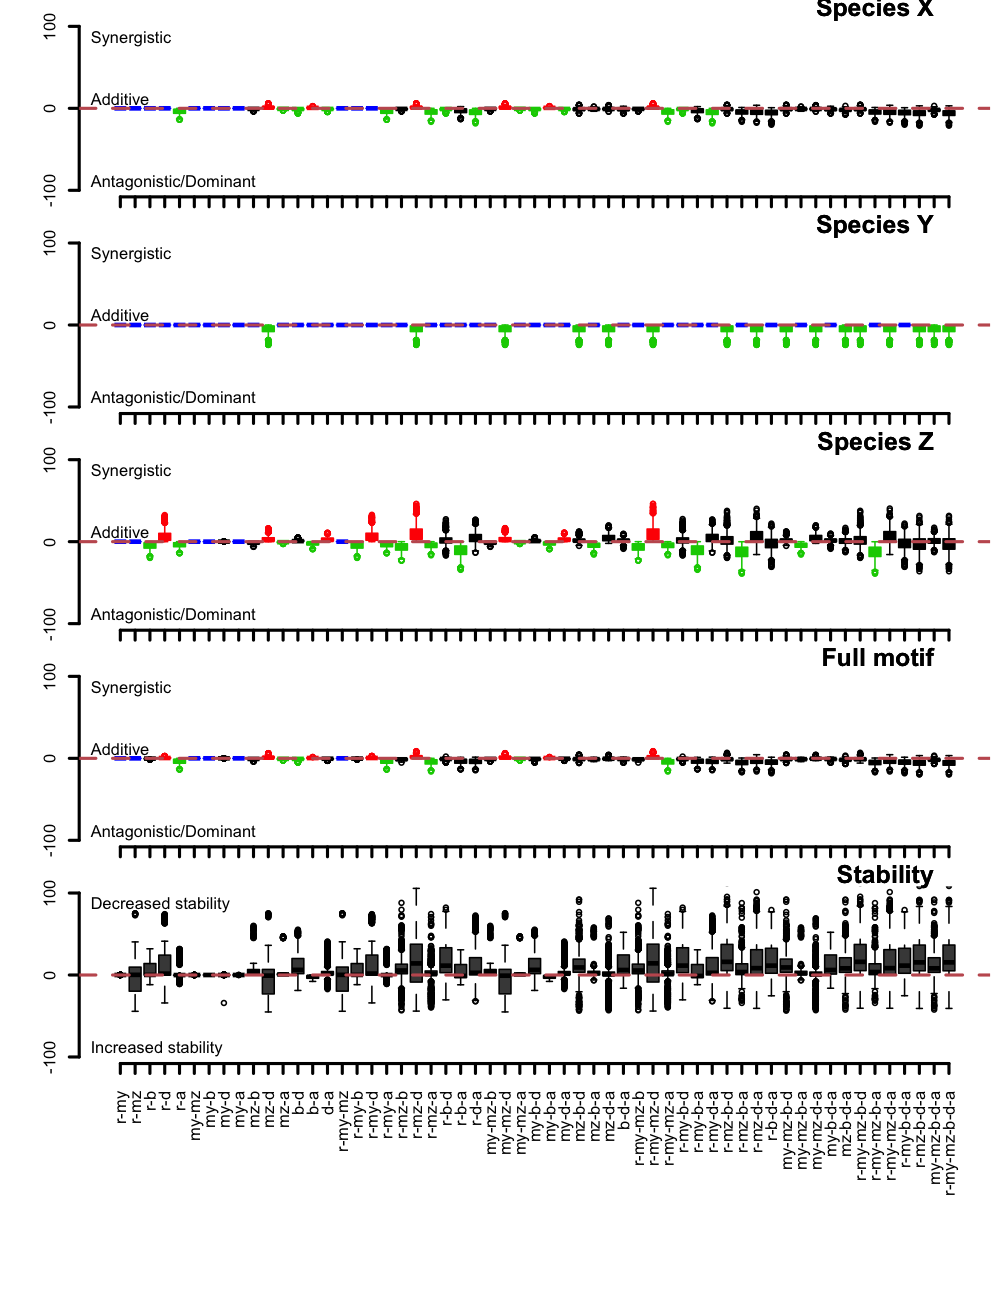 Species X
100
Synergistic
Additive
0
Antagonistic/Dominant
-100
Species Y
100
Synergistic
Additive
0
Antagonistic/Dominant
-100
Species Z
100
Synergistic
Additive
0
Antagonistic/Dominant
-100
Full motif
100
Synergistic
Additive
0
Antagonistic/Dominant
-100
Stability
100
Decreased stability
0
Increased stability
-100
r-my
r-mz
r-b
r-d
r-a
my-mz
my-b
my-d
my-a
mz-b
mz-d
mz-a
b-d
b-a
d-a
r-my-mz
r-my-b
r-my-d
r-my-a
r-mz-b
r-mz-d
r-mz-a
r-b-d
r-b-a
r-d-a
my-mz-b
my-mz-d
my-mz-a
my-b-d
my-b-a
my-d-a
mz-b-d
mz-b-a
mz-d-a
b-d-a
r-my-mz-b
r-my-mz-d
r-my-mz-a
r-my-b-d
r-my-b-a
r-my-d-a
r-mz-b-d
r-mz-b-a
r-mz-d-a
r-b-d-a
my-mz-b-d
my-mz-b-a
my-mz-d-a
my-b-d-a
mz-b-d-a
r-my-mz-b-d
r-my-mz-b-a
r-my-mz-d-a
r-my-b-d-a
r-mz-b-d-a
my-mz-b-d-a
r-my-mz-b-d-a